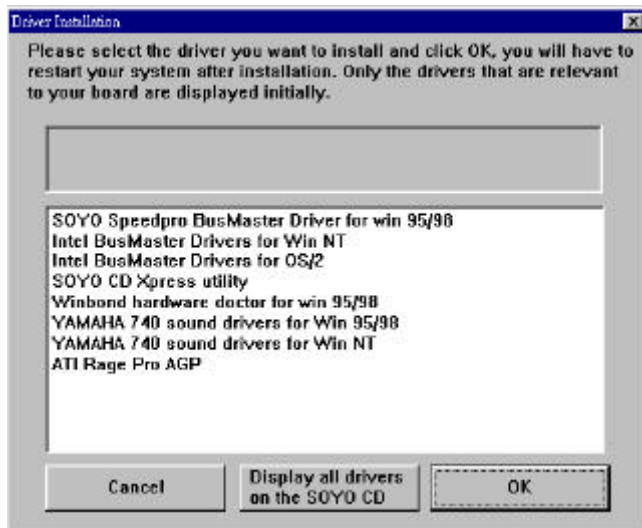 Driver Installation
Please select the driver you want to install and click OK, you will have to
restart your system after installation. Only the drivers that are relevant
to your board are displayed initially.
SOYO Speedpro BusMaster Driver for win 95/98
Intel BusMaster Drivers for Win NT
Intel BusMaster Drivers for OS/2
SOYO CD Xpress utility
Winbond hardware doctor for win 95/98
YAMAHA 740 sound drivers for Win 95/98
YAMAHA 740 sound drivers for Win NT
ATI Rage Pro AGP
Cancel
Display all drivers
on the SOYO CD
OK